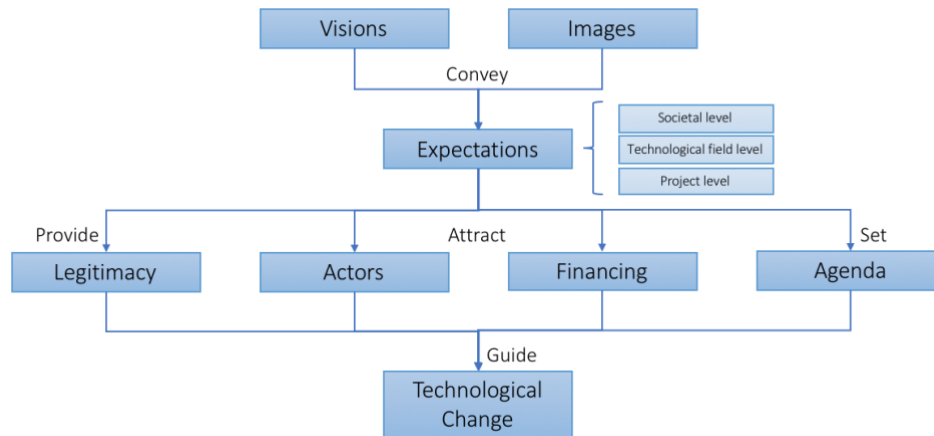 Visions
Images
Convey
Expectations
Societal level
Technological field level
Project level
Provide
Attract
Set
Legitimacy
Actors
Financing
Agenda
Guide
Technological
Change